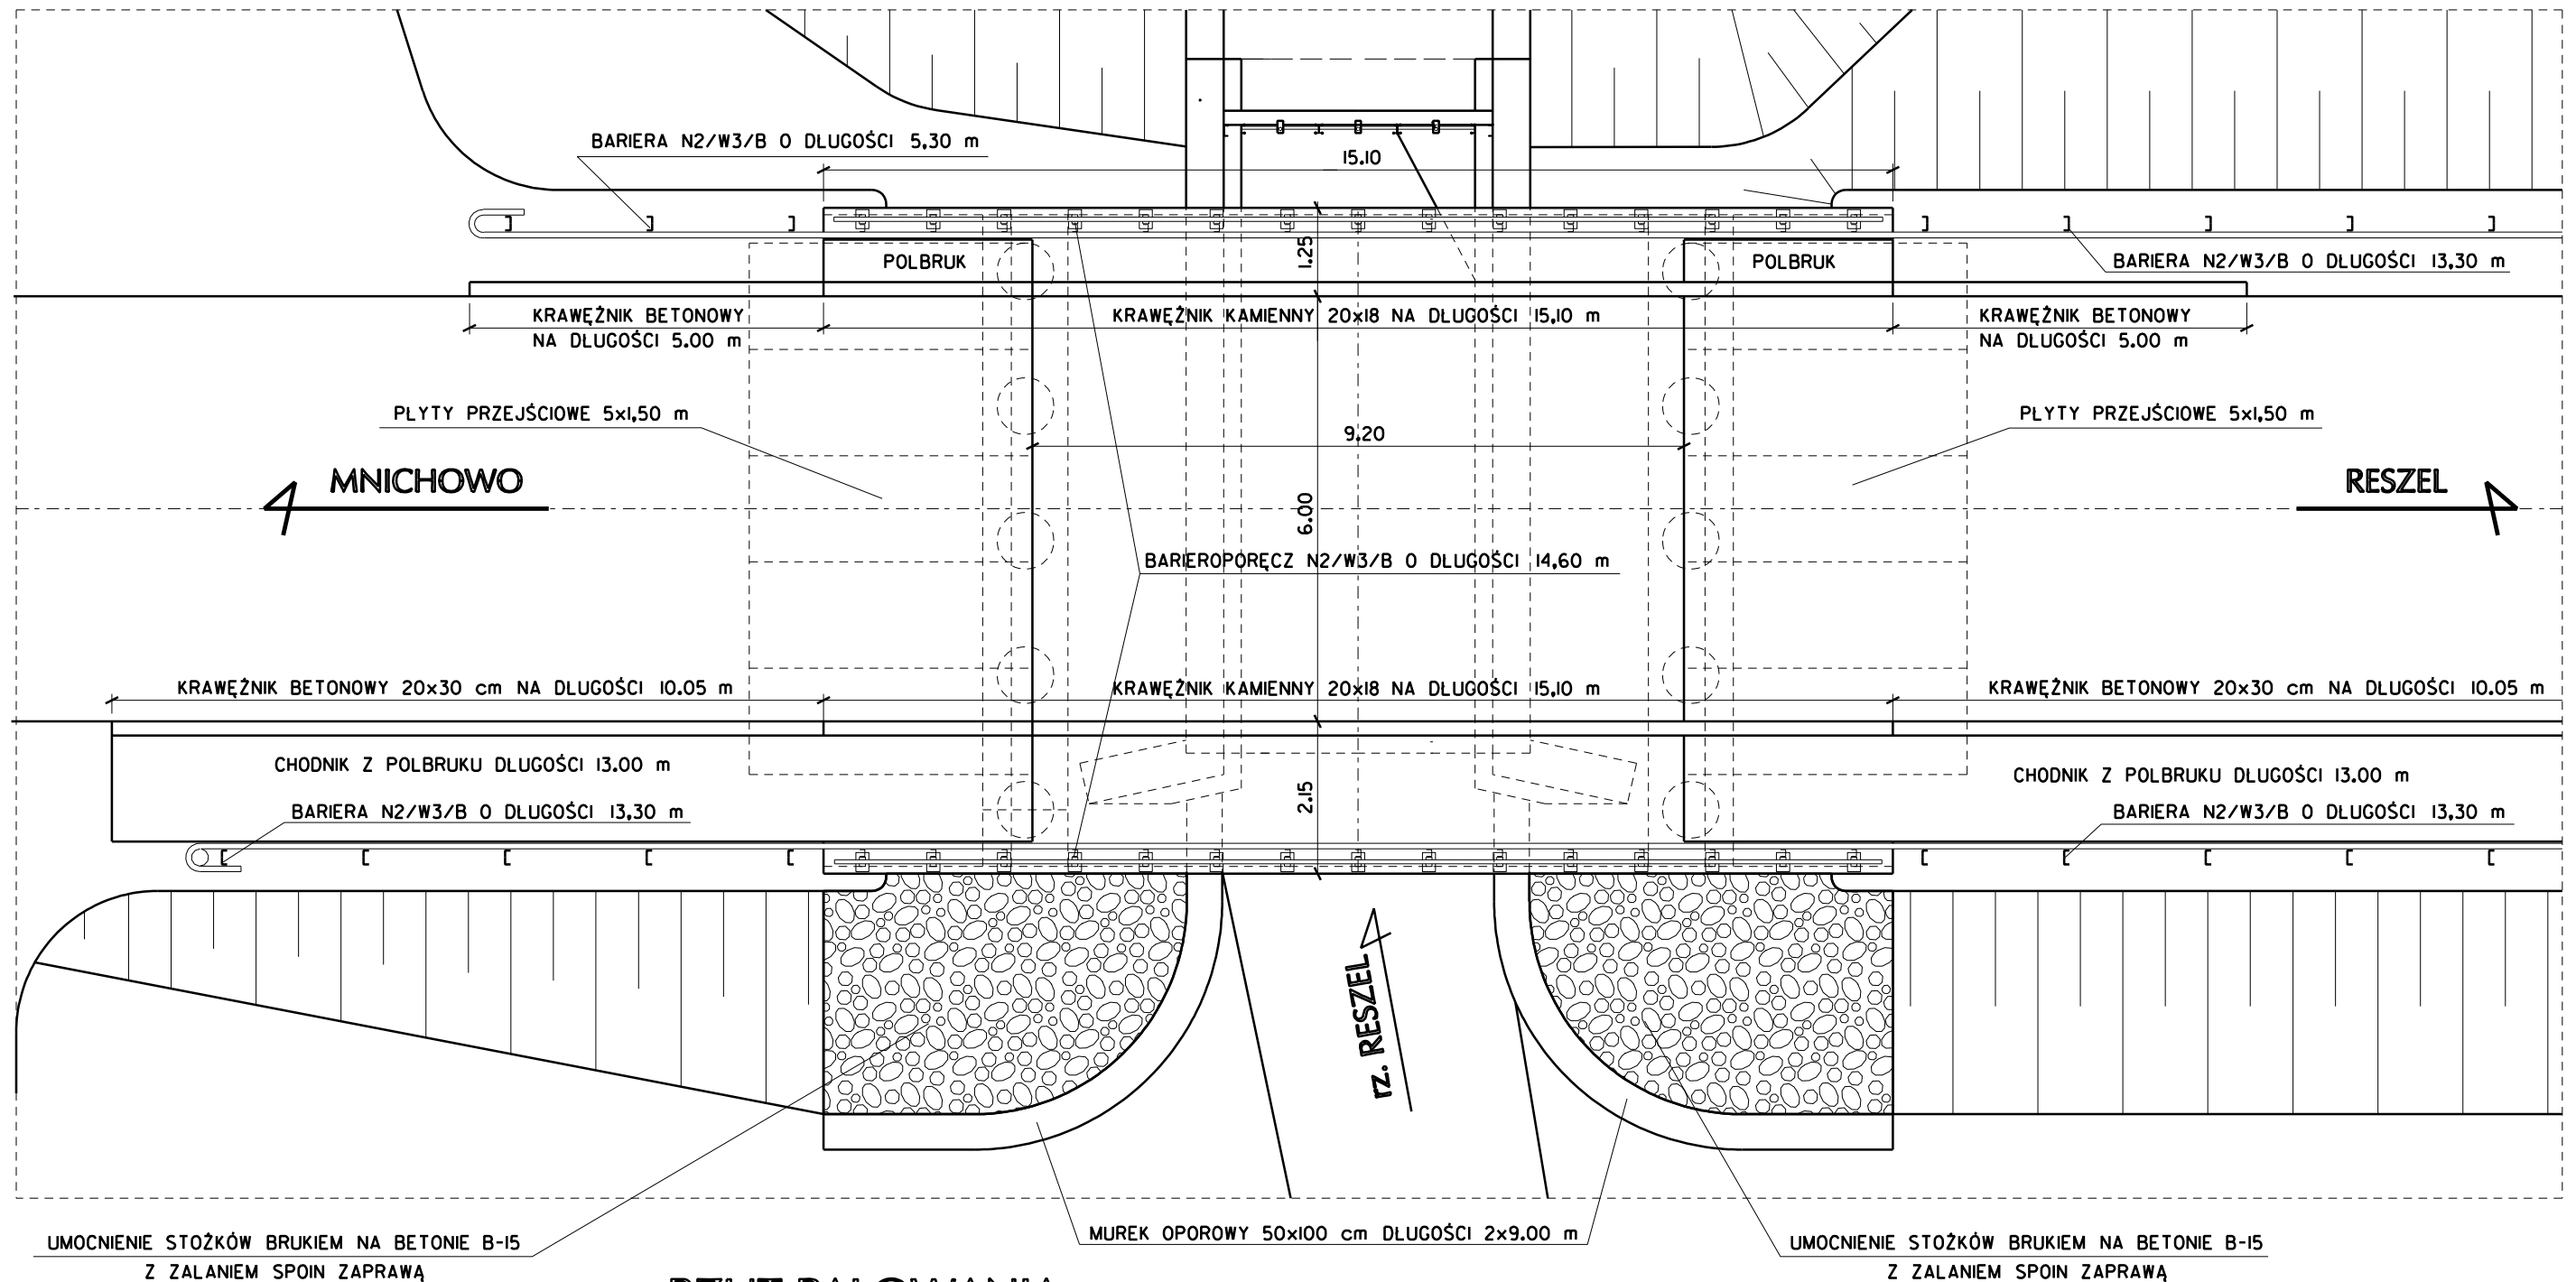 BARIERA N2/W3/B O DŁUGOŚCI 5,30 m
15.10
1.25
POLBRUK
POLBRUK
BARIERA N2/W3/B O DŁUGOŚCI 13,30 m
KRAWĘŻNIK BETONOWY
NA DŁUGOŚCI 5.00 m
KRAWĘŻNIK KAMIENNY 20x18 NA DŁUGOŚCI 15,10 m
KRAWĘŻNIK BETONOWY
NA DŁUGOŚCI 5.00 m
PŁYTY PRZEJŚCIOWE 5x1,50 m
9.20
PŁYTY PRZEJŚCIOWE 5x1,50 m
MNICHOWO
RESZEL
6.00
BARIEROPORĘCZ N2/W3/B O DŁUGOŚCI 14,60 m
KRAWĘŻNIK BETONOWY 20x30 cm NA DŁUGOŚCI 10.05 m
KRAWĘŻNIK KAMIENNY 20x18 NA DŁUGOŚCI 15,10 m
KRAWĘŻNIK BETONOWY 20x30 cm NA DŁUGOŚCI 10.05 m
CHODNIK Z POLBRUKU DŁUGOŚCI 13.00 m
2.15
CHODNIK Z POLBRUKU DŁUGOŚCI 13.00 m
BARIERA N2/W3/B O DŁUGOŚCI 13,30 m
BARIERA N2/W3/B O DŁUGOŚCI 13,30 m
rz. RESZEL
MUREK OPOROWY 50x100 cm DŁUGOŚCI 2x9.00 m
UMOCNIENIE STOŻKÓW BRUKIEM NA BETONIE B-15
Z ZALANIEM SPOIN ZAPRAWĄ
UMOCNIENIE STOŻKÓW BRUKIEM NA BETONIE B-15
Z ZALANIEM SPOIN ZAPRAWĄ